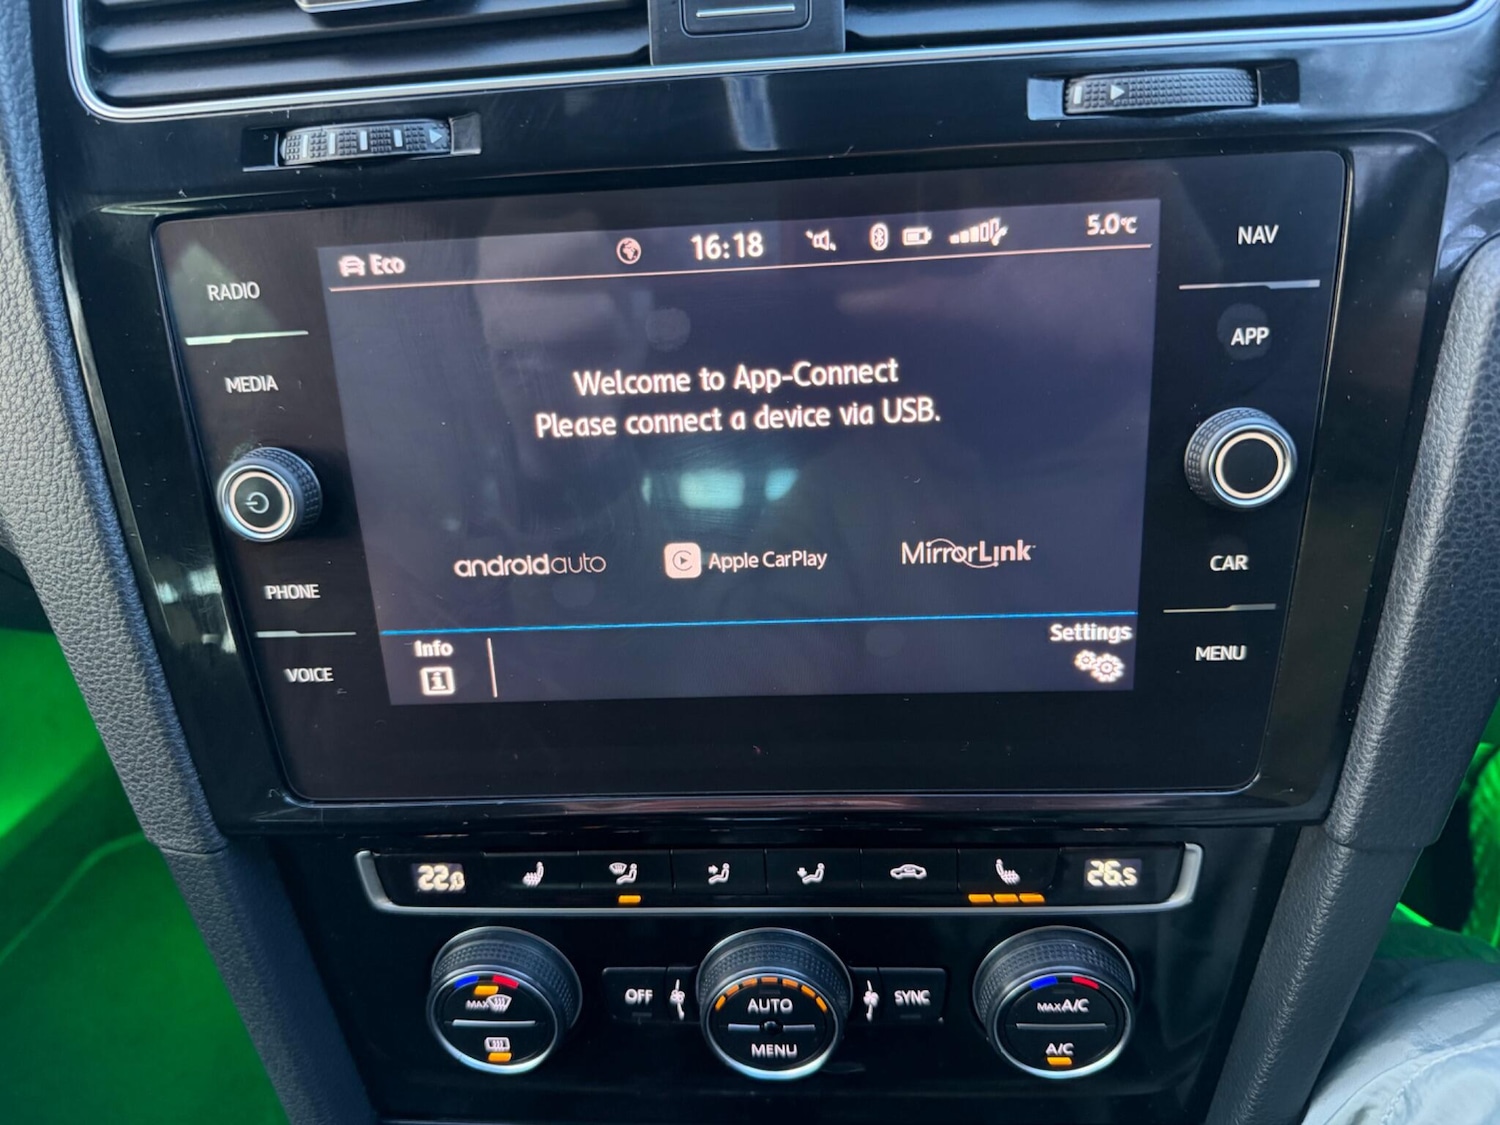 Eco
16:18
5.0°C
RADIO
MEDIA
PHONE
VOICE
NAV
APP
CAR
MENU
Welcome to App-Connect
Please connect a device via USB.
androidauto
Apple CarPlay
MirrorLink
Info
i
Settings
22.0
26.5
MAX
OFF
AUTO
MENU
SYNC
MAX A/C
A/C